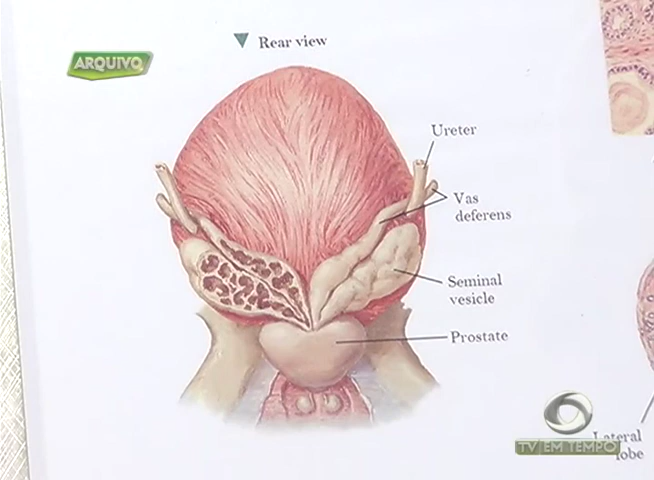 Rear view
ARQUIVO
Ureter
Vas
deferens
Seminal
vesicle
Prostate
Lateral
lobe
TV EM TEMPO